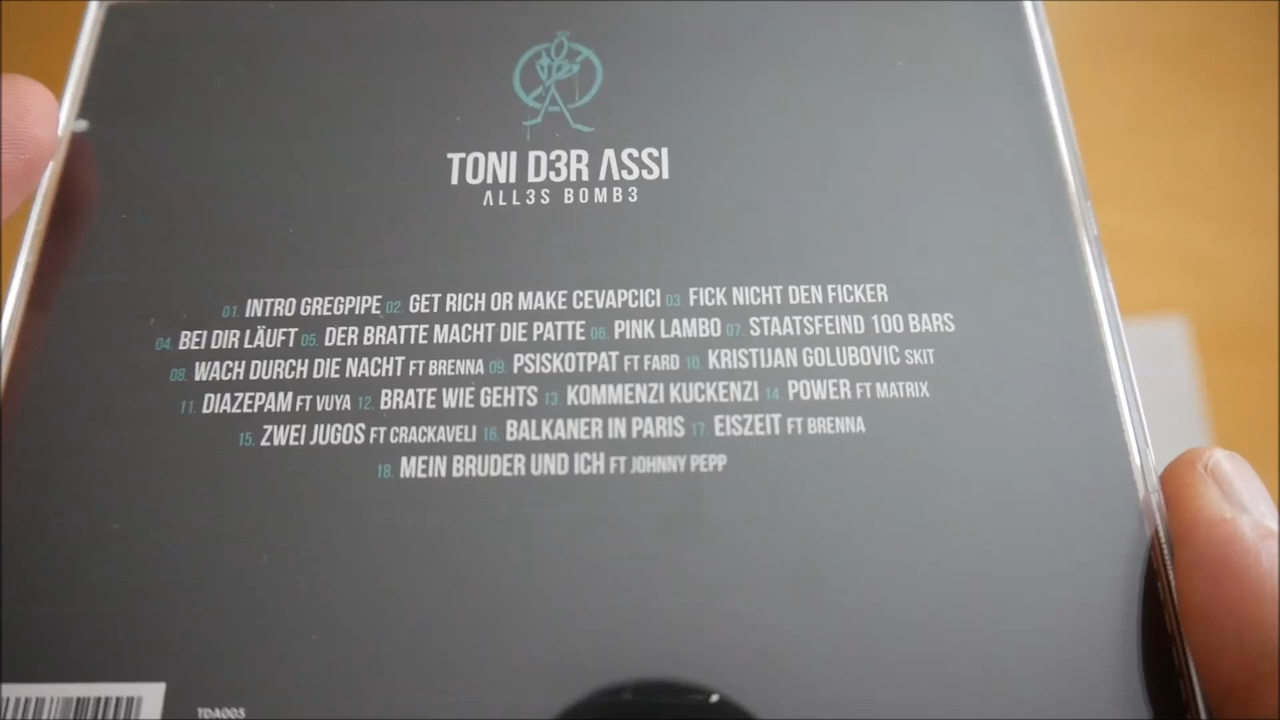 TONI D3R ASSI
ALL3S BOMB3
01. INTRO GREGPIPE 02. GET RICH OR MAKE CEVAPCICI 03. FICK NICHT DEN FICKER
04. BEI DIR LÄUFT 05. DER BRATTE MACHT DIE PATTE 06. PINK LAMBO 07. STAATSFEIND 100 BARS
08. WACH DURCH DIE NACHT FT BRENNA 09. PSISKOTPAT FT FARD 10. KRISTIJAN GOLUBOVIC SKIT
11. DIAZEPAM FT VUYA 12. BRATE WIE GEHTS 13. KOMMENZI KUCKENZI 14. POWER FT MATRIX
15. ZWEI JUGOS FT CRACKAVELI 16. BALKANER IN PARIS 17. EISZEIT FT BRENNA
18. MEIN BRUDER UND ICH FT JOHNNY PEPP
TDA005